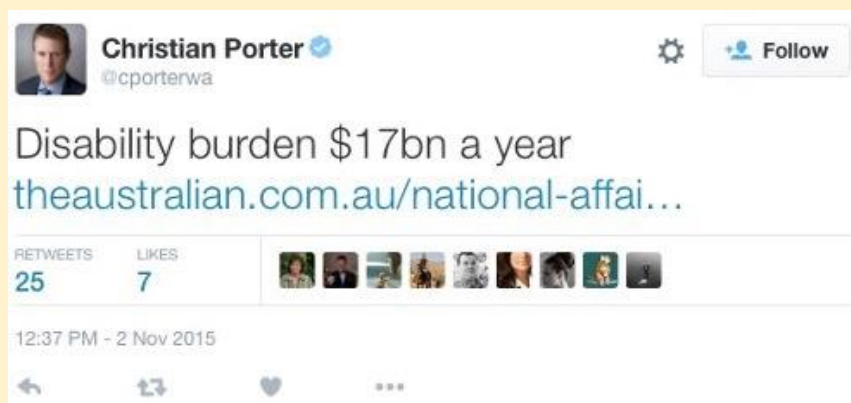 Christian Porter
@cporterwa
Follow
Disability burden $17bn a year
theaustralian.com.au/national-affai...
RETWEETS LIKES
25 7
12:37 PM - 2 Nov 2015